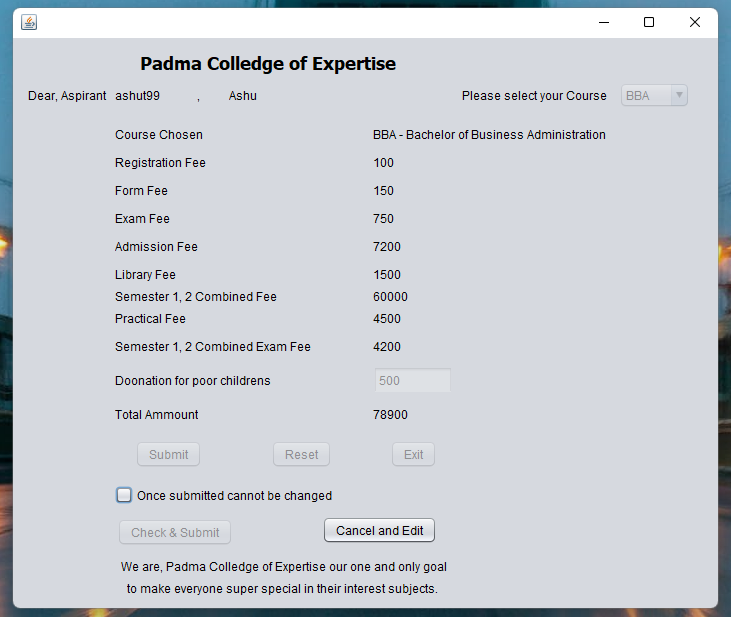 Padma Colledge of Expertise
Dear, Aspirant ashut99 , Ashu Please select your Course BBA
Course Chosen BBA - Bachelor of Business Administration
Registration Fee 100
Form Fee 150
Exam Fee 750
Admission Fee 7200
Library Fee 1500
Semester 1, 2 Combined Fee 60000
Practical Fee 4500
Semester 1, 2 Combined Exam Fee 4200
Doonation for poor childrens 500
Total Ammount 78900
Submit Reset Exit
Once submitted cannot be changed
Check & Submit Cancel and Edit
We are, Padma Colledge of Expertise our one and only goal
to make everyone super special in their interest subjects.